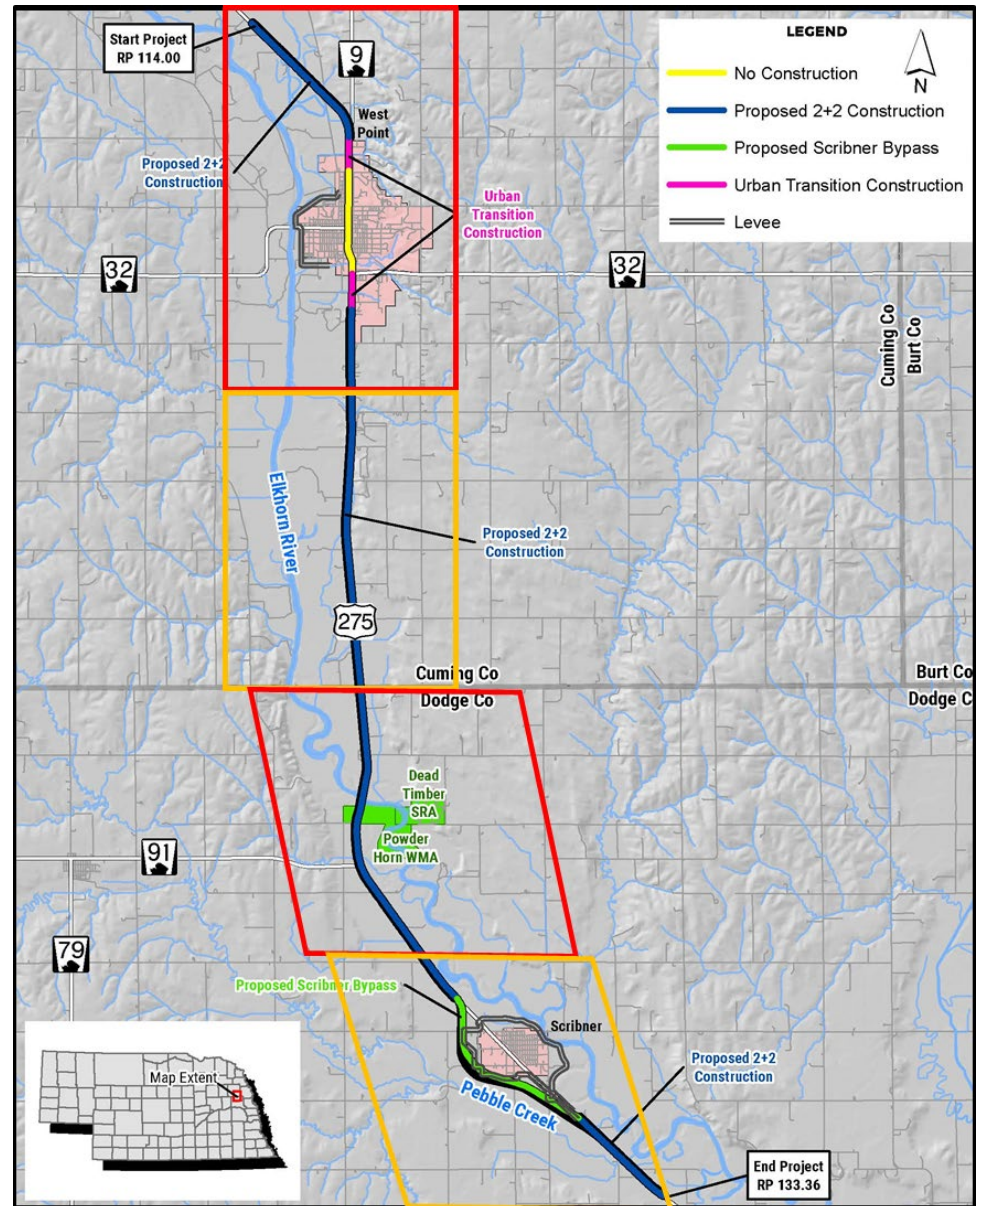 Start Project
RP 114.00
9
West
Point
Proposed 2+2
Construction
Urban
Transition
Construction
LEGEND
No Construction
Proposed 2+2 Construction
Proposed Scribner Bypass
Urban Transition Construction
Levee
N
32
32
Cuming Co
Burt Co
Elkhorn River
Proposed 2+2
Construction
275
Cuming Co
Dodge Co
Burt Co
Dodge C
Dead
Timber
SRA
Powder
Horn WMA
91
79
Proposed Scribner Bypass
Scribner
Pebble Creek
Proposed 2+2
Construction
Map Extent
End Project
RP 133.36